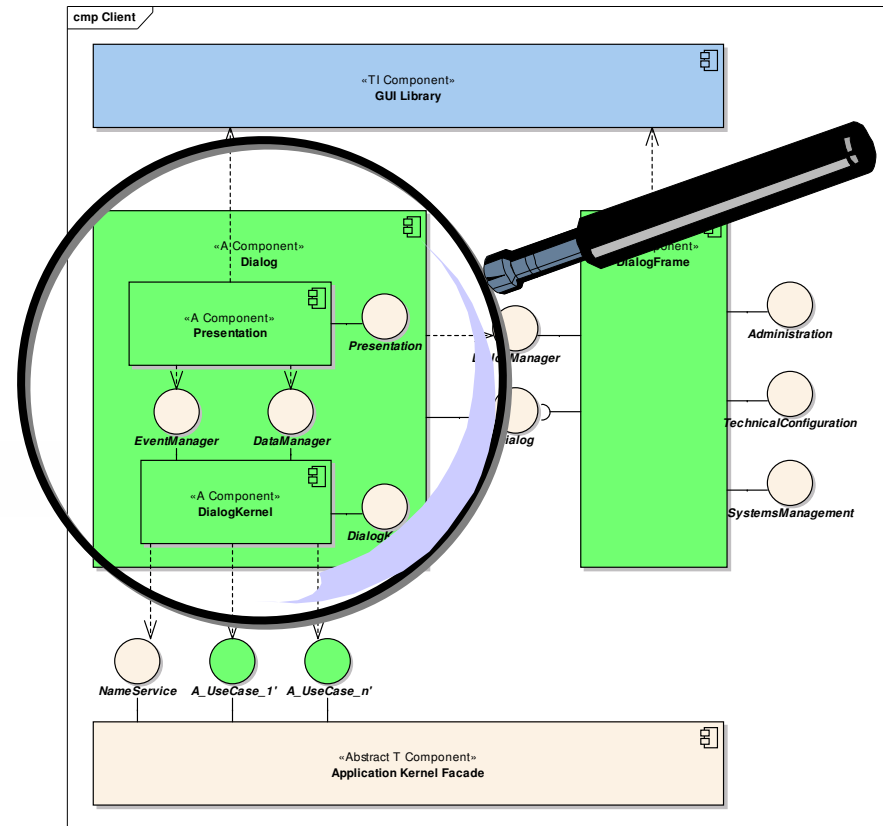 cmp Client
«TI Component»
GUI Library
«A Component»
Dialog
DialogFrame
«A Component»
Presentation
Presentation
Administration
EventManager
DataManager
TechnicalConfiguration
«A Component»
DialogKernel
SystemsManagement
NameService
A_UseCase_1'
A_UseCase_n'
«Abstract T Component»
Application Kernel Facade